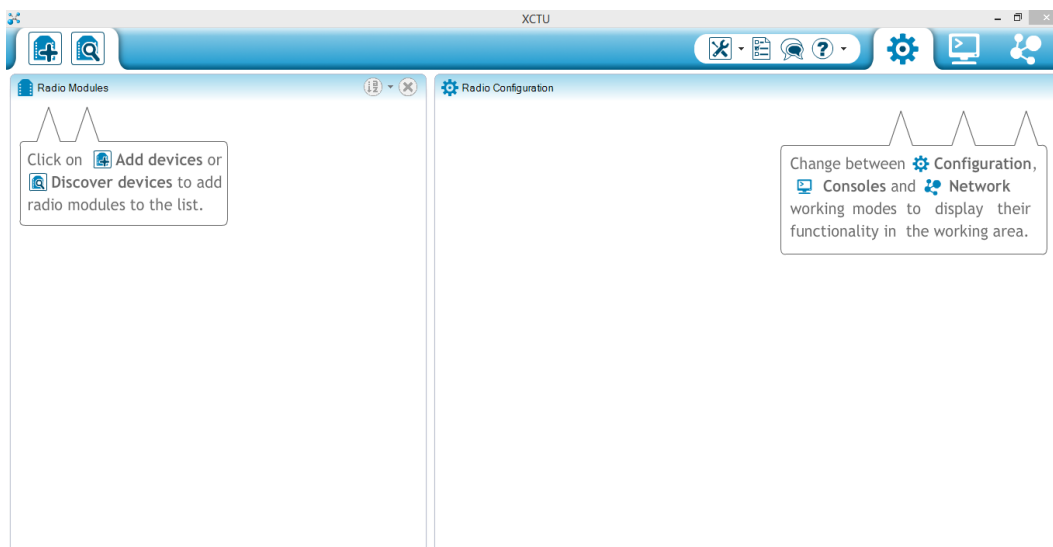 XCTU
Radio Modules
Radio Configuration
Click on Add devices or
Discover devices to add
radio modules to the list.
Change between Configuration,
Consoles and Network
working modes to display their
functionality in the working area.